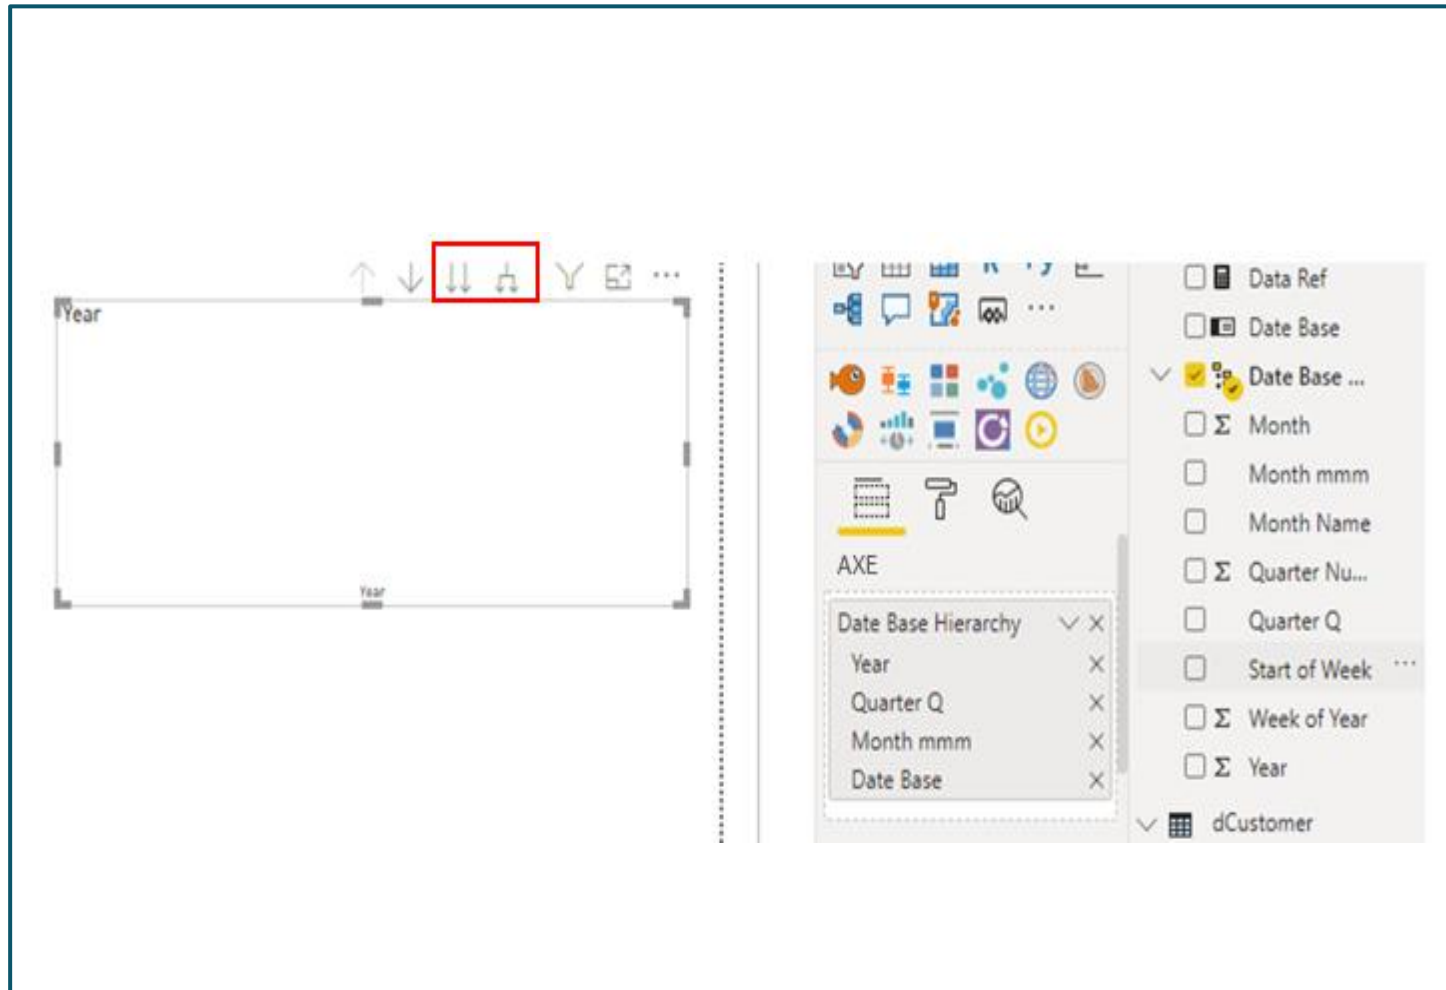 Year
Year
R Py
AXE
Date Base Hierarchy
Year
Quarter Q
Month mmm
Date Base
Data Ref
Date Base
Date Base ...
Σ Month
Month mmm
Month Name
Σ Quarter Nu...
Quarter Q
Start of Week ...
Σ Week of Year
Σ Year
dCustomer